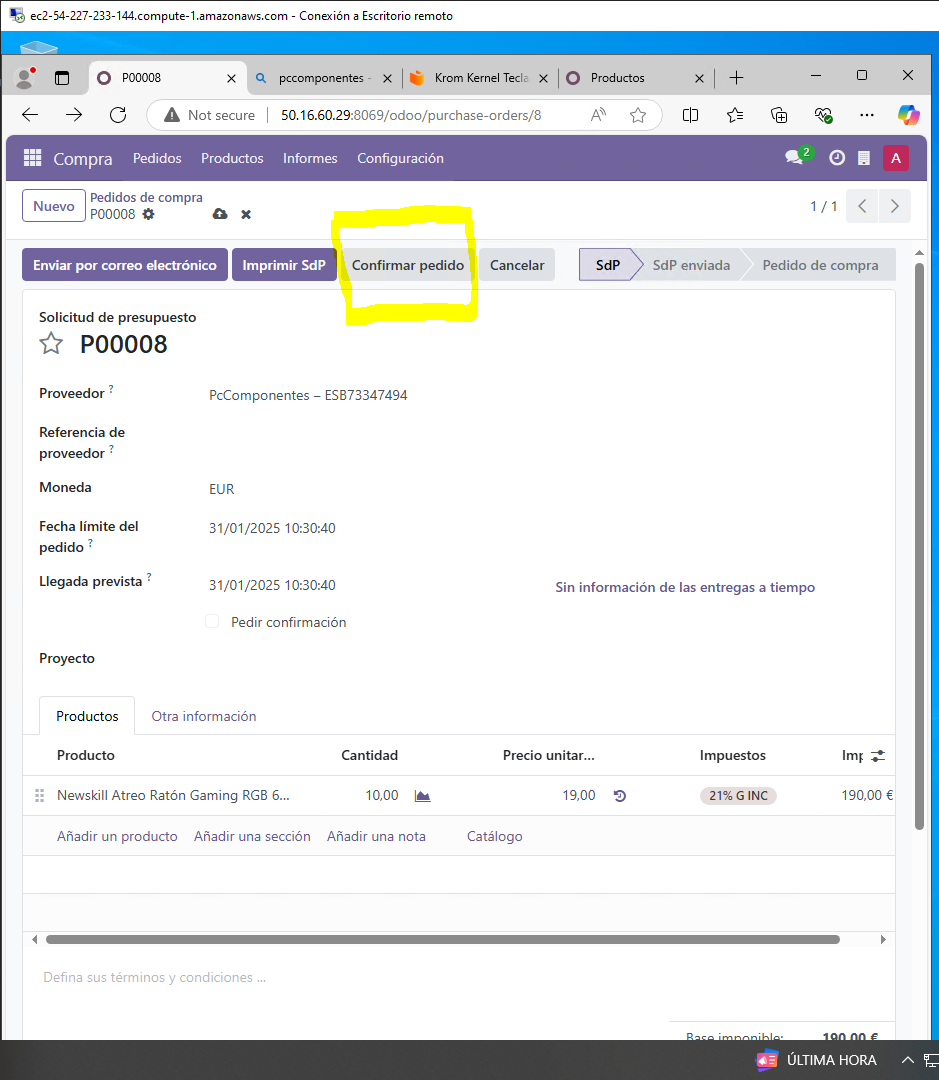 ec2-54-227-233-144.compute-1.amazonaws.com - Conexión a Escritorio remoto
P00008
pccomponentes -
Krom Kernel Tecla
Productos
Not secure
50.16.60.29:8069/odoo/purchase-orders/8
Compra Pedidos Productos Informes Configuración 2 A
Nuevo
Pedidos de compra
P00008
1 / 1
Enviar por correo electrónico Imprimir SdP Confirmar pedido Cancelar SdP SdP enviada Pedido de compra
Solicitud de presupuesto
P00008
Proveedor ? PcComponentes – ESB73347494
Referencia de
proveedor ?
Moneda EUR
Fecha límite del
pedido ? 31/01/2025 10:30:40
Llegada prevista ? 31/01/2025 10:30:40 Sin información de las entregas a tiempo
Pedir confirmación
Proyecto
Productos Otra información
Producto Cantidad Precio unitar... Impuestos Imp
Newskill Atreo Ratón Gaming RGB 6... 10,00 19,00 21% G INC 190,00 €
Añadir un producto Añadir una sección Añadir una nota Catálogo
Defina sus términos y condiciones ...
Base imponible: 190,00 €
ÚLTIMA HORA